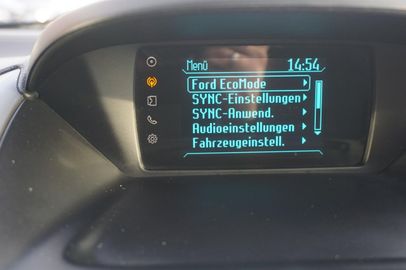 Menü 14:54
Ford EcoMode
SYNC-Einstellungen
SYNC-Anwend.
Audioeinstellungen
Fahrzeugeinstell.